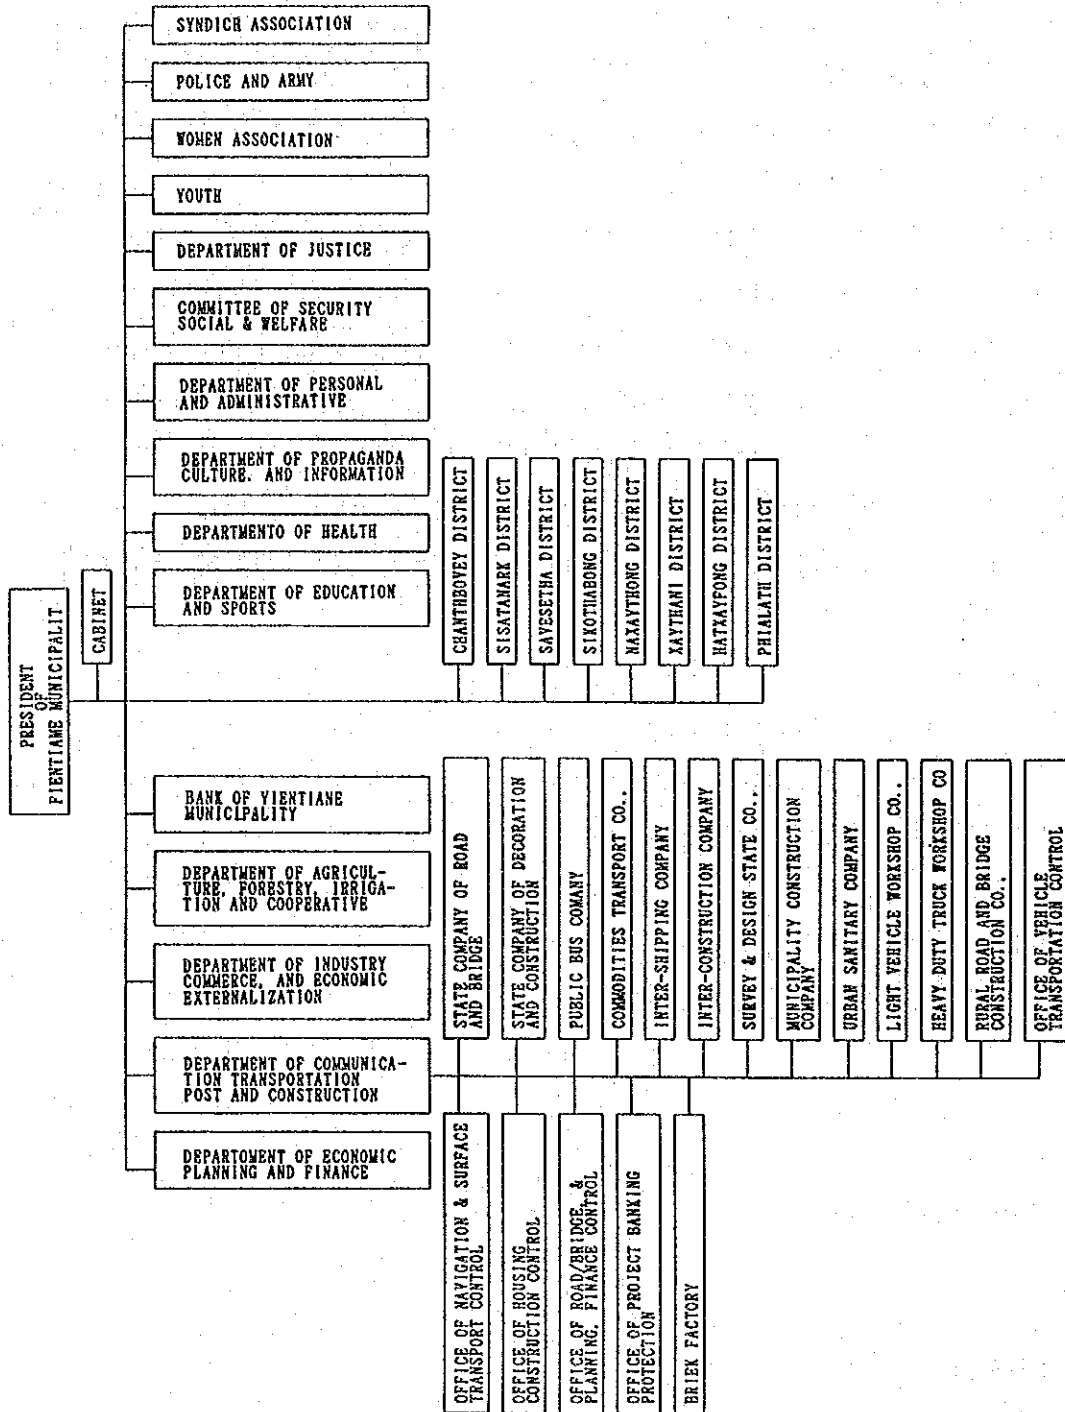 SYNDICH ASSOCIATION
POLICE AND ARMY
WOMEN ASSOCIATION
YOUTH
DEPARTMENT OF JUSTICE
COMMITTEE OF SECURITY
SOCIAL & WELFARE
DEPARTMENT OF PERSONAL
AND ADMINISTRATIVE
DEPARTMENT OF PROPAGANDA
CULTURE. AND INFORMATION
DEPARTMENTO OF HEALTH
DEPARTMENT OF EDUCATION
AND SPORTS
PRESIDENT
OF
FIENTIAME MUNICIPALIT
CABINET
CHANTHBOVEY DISTRICT
SISATANARK DISTRICT
SAVESETHA DISTRICT
SIKOTHABONG DISTRICT
NAXAYTHONG DISTRICT
XAYTHANI DISTRICT
HATXAYFONG DISTRICT
PHIALATH DISTRICT
BANK OF VIENTIANE
MUNICIPALITY
DEPARTMENT OF AGRICUL-
TURE, FORESTRY, IRRIGA-
TION AND COOPERATIVE
DEPARTMENT OF INDUSTRY
COMMERCE, AND ECONOMIC
EXTERNALIZATION
DEPARTMENT OF COMMUNICA-
TION TRANSPORTATION
POST AND CONSTRUCTION
DEPARTOMENT OF ECONOMIC
PLANNING AND FINANCE
STATE COMPANY OF ROAD
AND BRIDGE
STATE COMPANY OF DECORATION
AND CONSTRUCTION
PUBLIC BUS COMANY
COMMODITIES TRANSPORT CO..
INTER-SHIPPING COMPANY
INTER-CONSTRUCTION COMPANY
SURVEY & DESIGN STATE CO..
MUNICIPALITY CONSTRUCTION
COMPANY
URBAN SANITARY COMPANY
LIGHT VEHICLE WORKSHOP CO..
HEAVY DUTY TRUCK WORKSHOP CO
RURAL ROAD AND BRIDGE
CONSTRUCTION CO..
OFFICE OF VEHICLE
TRANSPORTATION CONTROL
OFFICE OF NAVIGATION & SURFACE
TRANSPORT CONTROL
OFFICE OF HOUSING
CONSTRUCTION CONTROL
OFFICE OF ROAD/BRIDGE, &
PLANNING. FINANCE CONTROL
OFFICE OF PROJECT BANKING
PROTECTION
BRIEK FACTORY